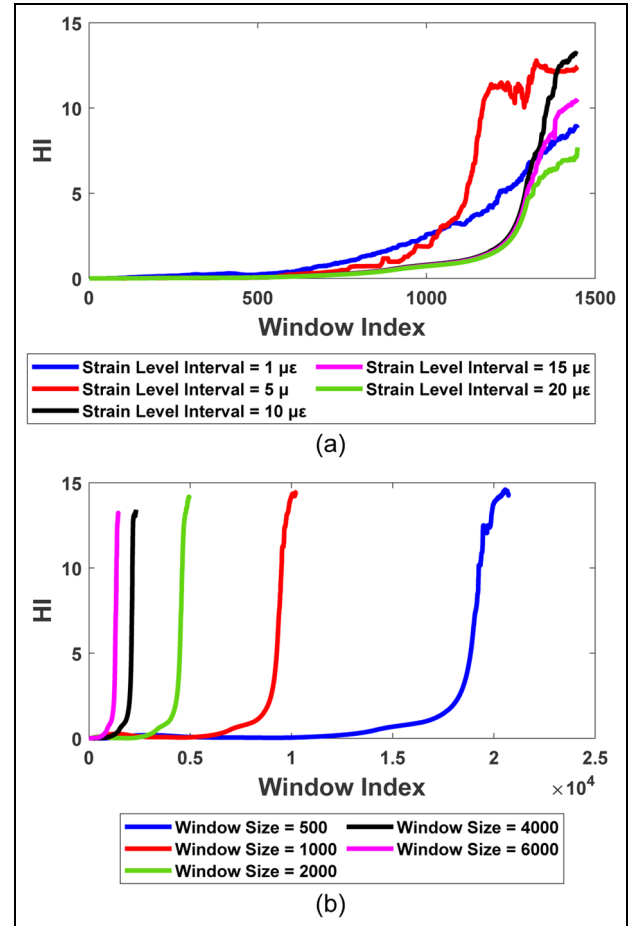 15
10
5
0
HI
0 500 1000 1500
Window Index
Strain Level Interval = 1 με Strain Level Interval = 15 με
Strain Level Interval = 5 μ Strain Level Interval = 20 με
Strain Level Interval = 10 με
(a)
15
10
5
0
HI
0 0.5 1 1.5 2 2.5
Window Index × 10⁴
Window Size = 500 Window Size = 4000
Window Size = 1000 Window Size = 6000
Window Size = 2000
(b)